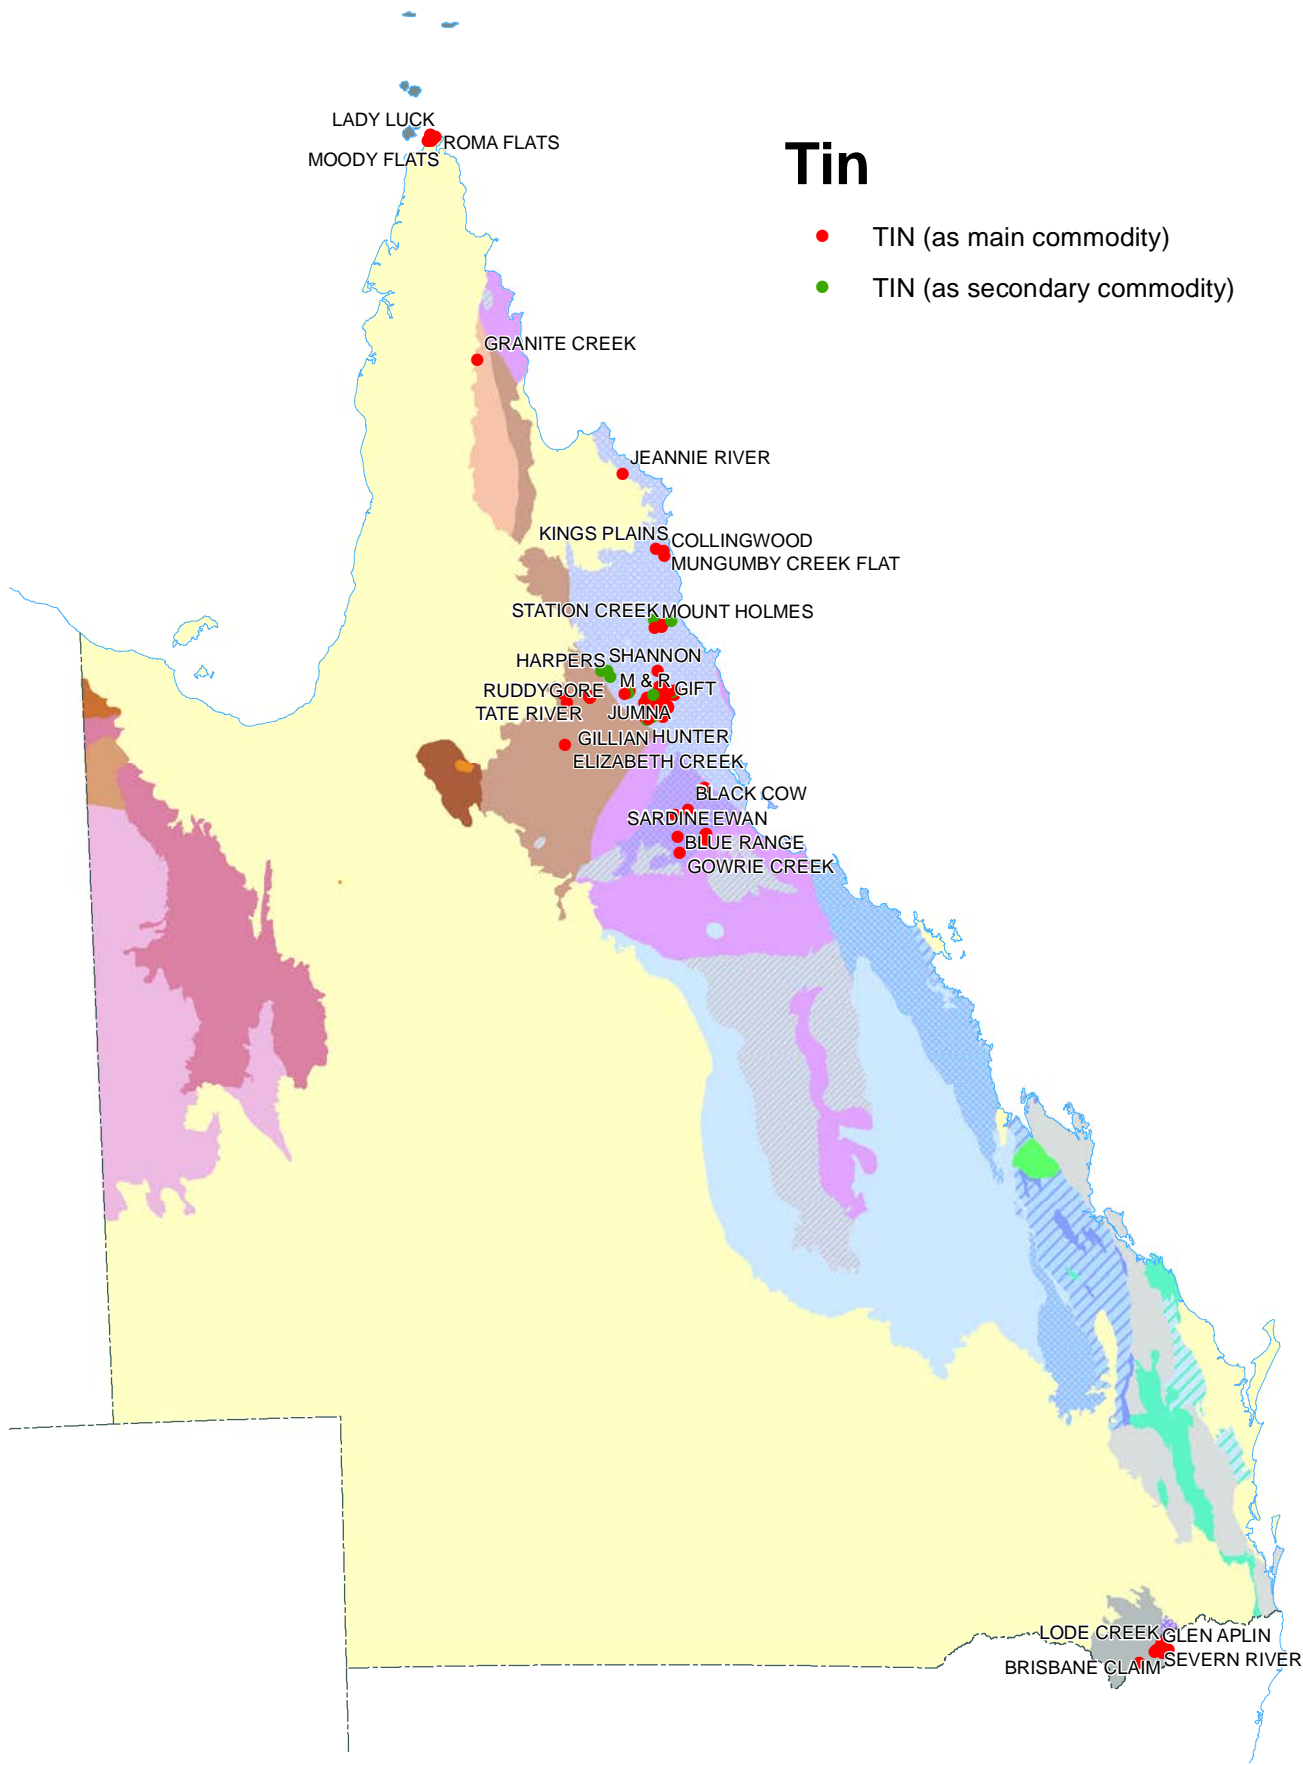 LADY LUCK
ROMA FLATS
MOODY FLATS
Tin
TIN (as main commodity)
TIN (as secondary commodity)
GRANITE CREEK
JEANNIE RIVER
KINGS PLAINS
COLLINGWOOD
MUNGUMBY CREEK FLAT
STATION CREEK
MOUNT HOLMES
HARPERS
SHANNON
M & R
GIFT
RUDDYGORE
TATE RIVER
JUMNA
GILLIAN
HUNTER
ELIZABETH CREEK
BLACK COW
SARDINE
EWAN
BLUE RANGE
GOWRIE CREEK
LODE CREEK
GLEN APLIN
SEVERN RIVER
BRISBANE CLAIM